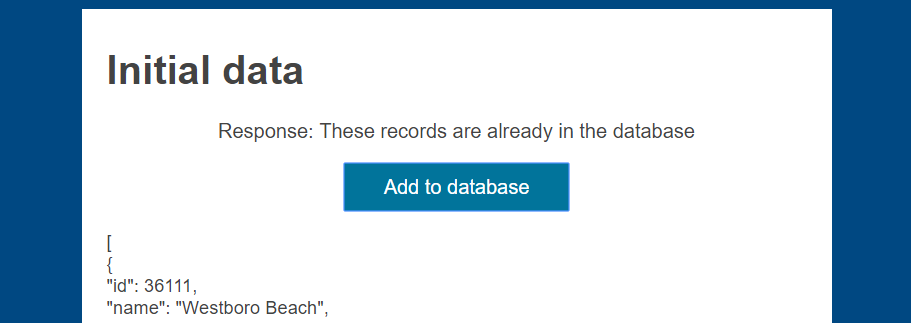 Initial data
Response: These records are already in the database
Add to database
[
{
"id": 36111,
"name": "Westboro Beach",